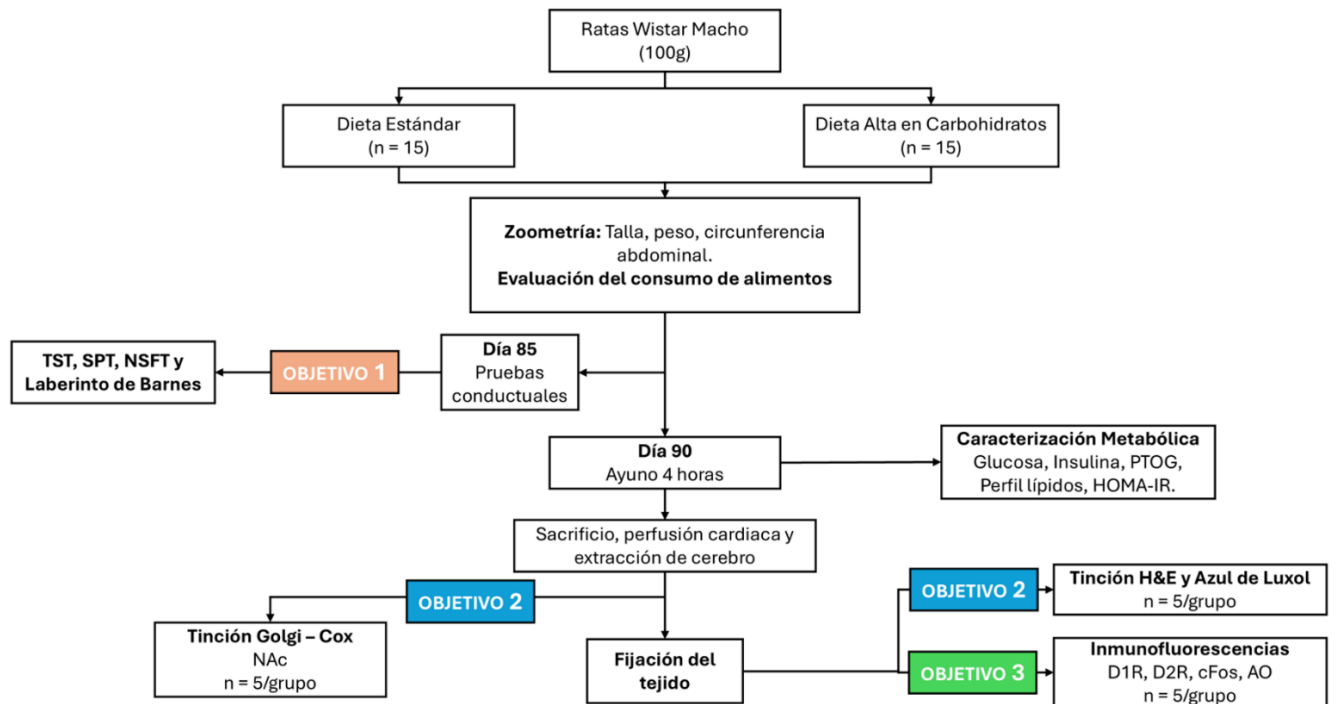 Ratas Wistar Macho
(100g)
Dieta Estándar
(n = 15)
Dieta Alta en Carbohidratos
(n = 15)
Zoometría: Talla, peso, circunferencia
abdominal.
Evaluación del consumo de alimentos
TST, SPT, NSFT y
Laberinto de Barnes
OBJETIVO 1
Día 85
Pruebas
conductuales
Día 90
Ayuno 4 horas
Caracterización Metabólica
Glucosa, Insulina, PTOG,
Perfil lípidos, HOMA-IR.
Sacrificio, perfusión cardiaca y
extracción de cerebro
OBJETIVO 2
Tinción Golgi – Cox
NAc
n = 5/grupo
Fijación del
tejido
OBJETIVO 2
Tinción H&E y Azul de Luxol
n = 5/grupo
OBJETIVO 3
Inmunofluorescencias
D1R, D2R, cFos, AO
n = 5/grupo